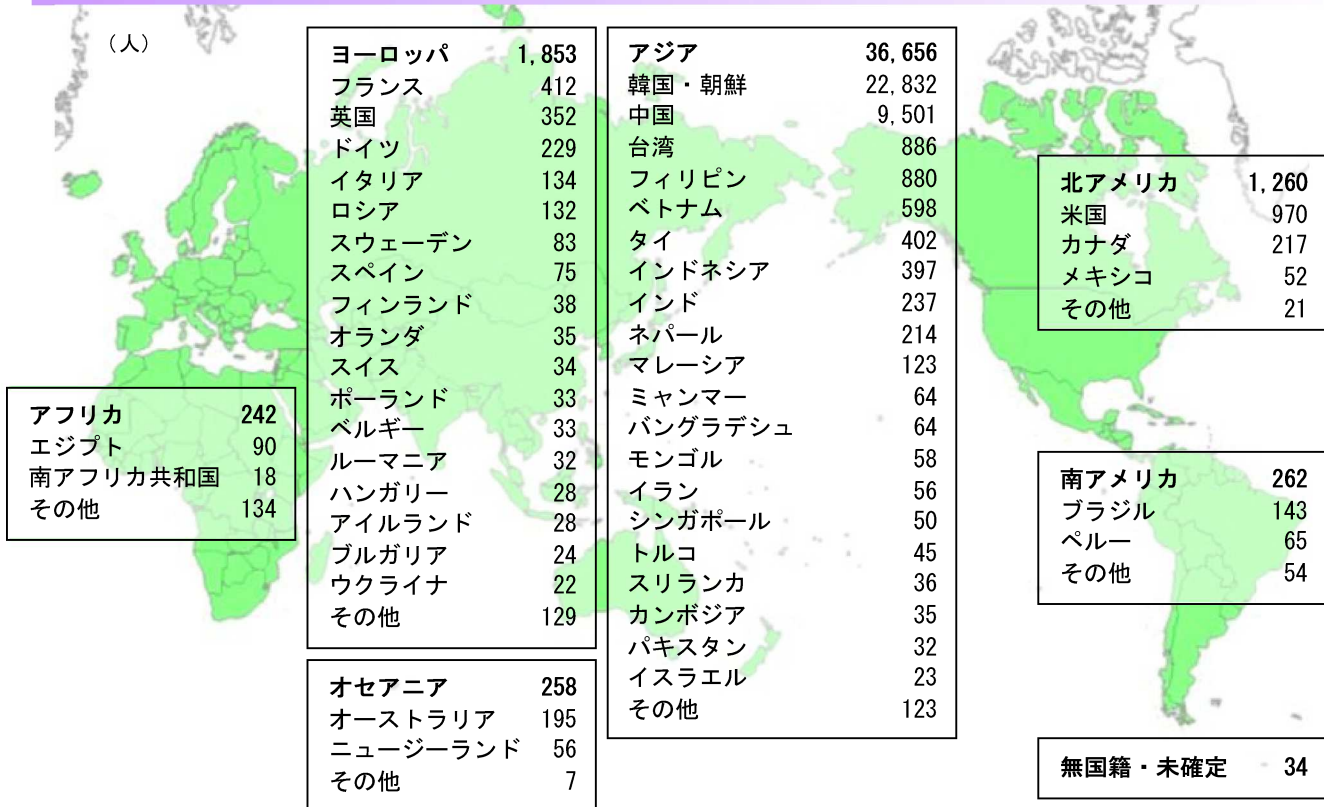 （人）
ヨーロッパ 1,853
フランス 412
英国 352
ドイツ 229
イタリア 134
ロシア 132
スウェーデン 83
スペイン 75
フィンランド 38
オランダ 35
スイス 34
ポーランド 33
ベルギー 33
ルーマニア 32
ハンガリー 28
アイルランド 28
ブルガリア 24
ウクライナ 22
その他 129
アジア 36,656
韓国・朝鮮 22,832
中国 9,501
台湾 886
フィリピン 880
ベトナム 598
タイ 402
インドネシア 397
インド 237
ネパール 214
マレーシア 123
ミャンマー 64
バングラデシュ 64
モンゴル 58
イラン 56
シンガポール 50
トルコ 45
スリランカ 36
カンボジア 35
パキスタン 32
イスラエル 23
その他 123
北アメリカ 1,260
米国 970
カナダ 217
メキシコ 52
その他 21
アフリカ 242
エジプト 90
南アフリカ共和国 18
その他 134
南アメリカ 262
ブラジル 143
ペルー 65
その他 54
オセアニア 258
オーストラリア 195
ニュージーランド 56
その他 7
無国籍・未確定 34